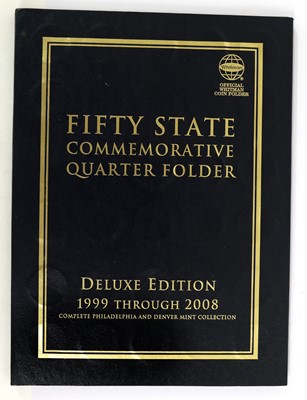 Whitman
OFFICIAL
WHITMAN
COIN FOLDER
FIFTY STATE
COMMEMORATIVE
QUARTER FOLDER
DELUXE EDITION
1999 THROUGH 2008
COMPLETE PHILADELPHIA AND DENVER MINT COLLECTION